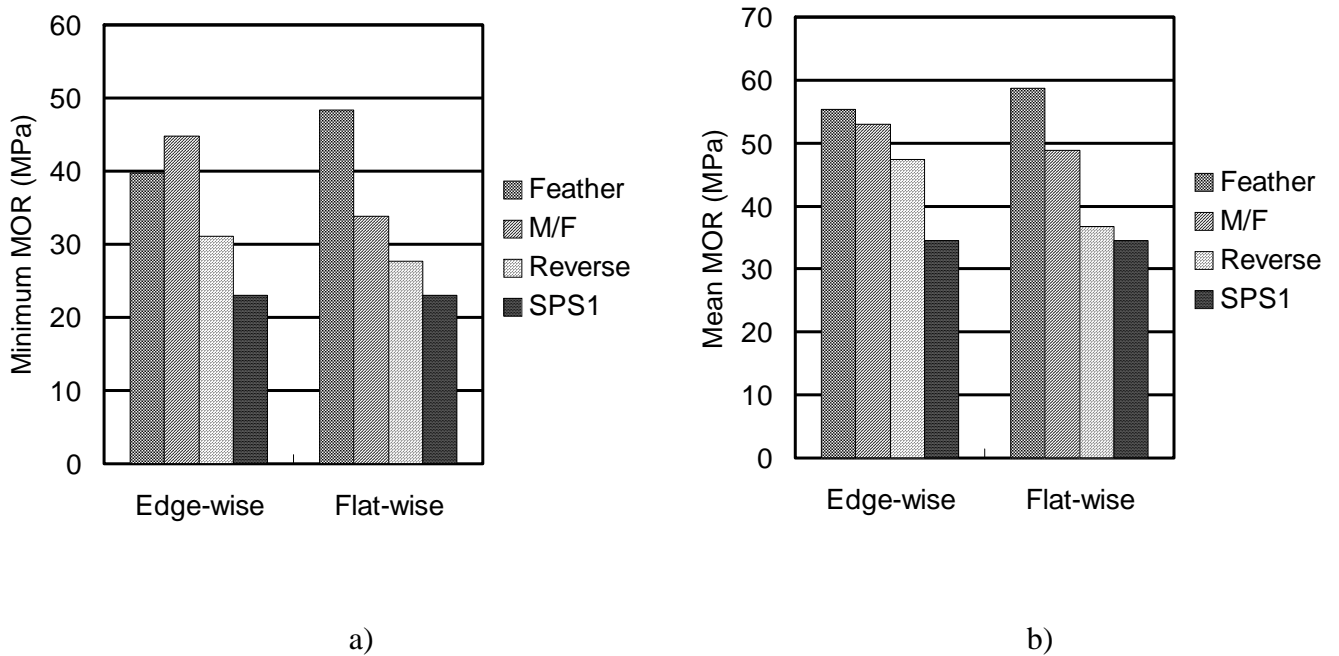 Minimum MOR (MPa)
60
50
40
30
20
10
0
Edge-wise
Flat-wise
Feather
M/F
Reverse
SPS1
a)
Mean MOR (MPa)
70
60
50
40
30
20
10
0
Edge-wise
Flat-wise
Feather
M/F
Reverse
SPS1
b)